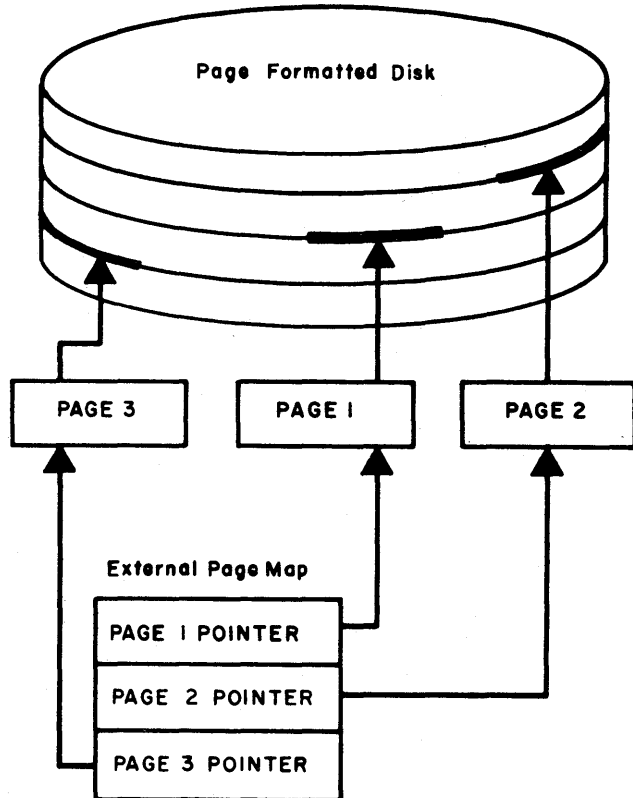 Page Formatted Disk
PAGE 3
PAGE 1
PAGE 2
External Page Map
PAGE 1 POINTER
PAGE 2 POINTER
PAGE 3 POINTER